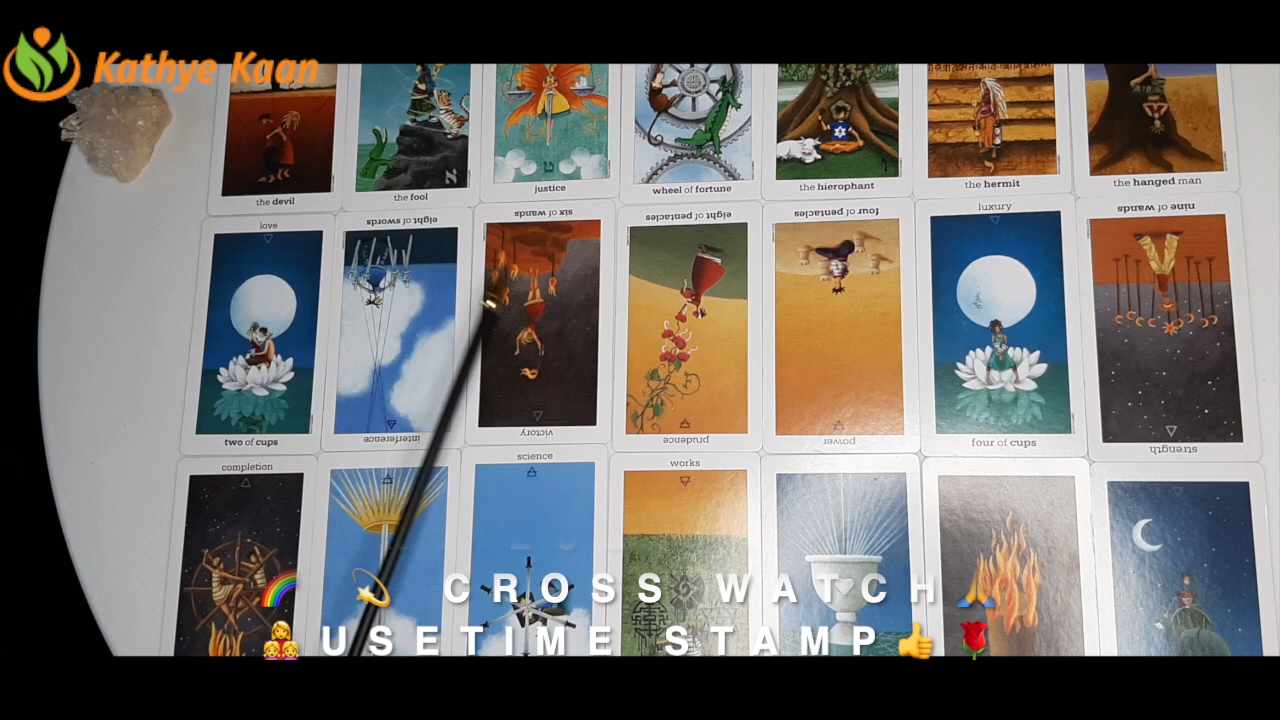 Kathye Kaan
the devil
the fool
justice
wheel of fortune
the hierophant
the hermit
the hanged man
love
eight of swords
six of wands
eight of pentacles
four of pentacles
luxury
nine of wands
two of cups
interference
victory
prudence
power
four of cups
strength
completion
science
works
CROSS WATCH
USETIME STAMP